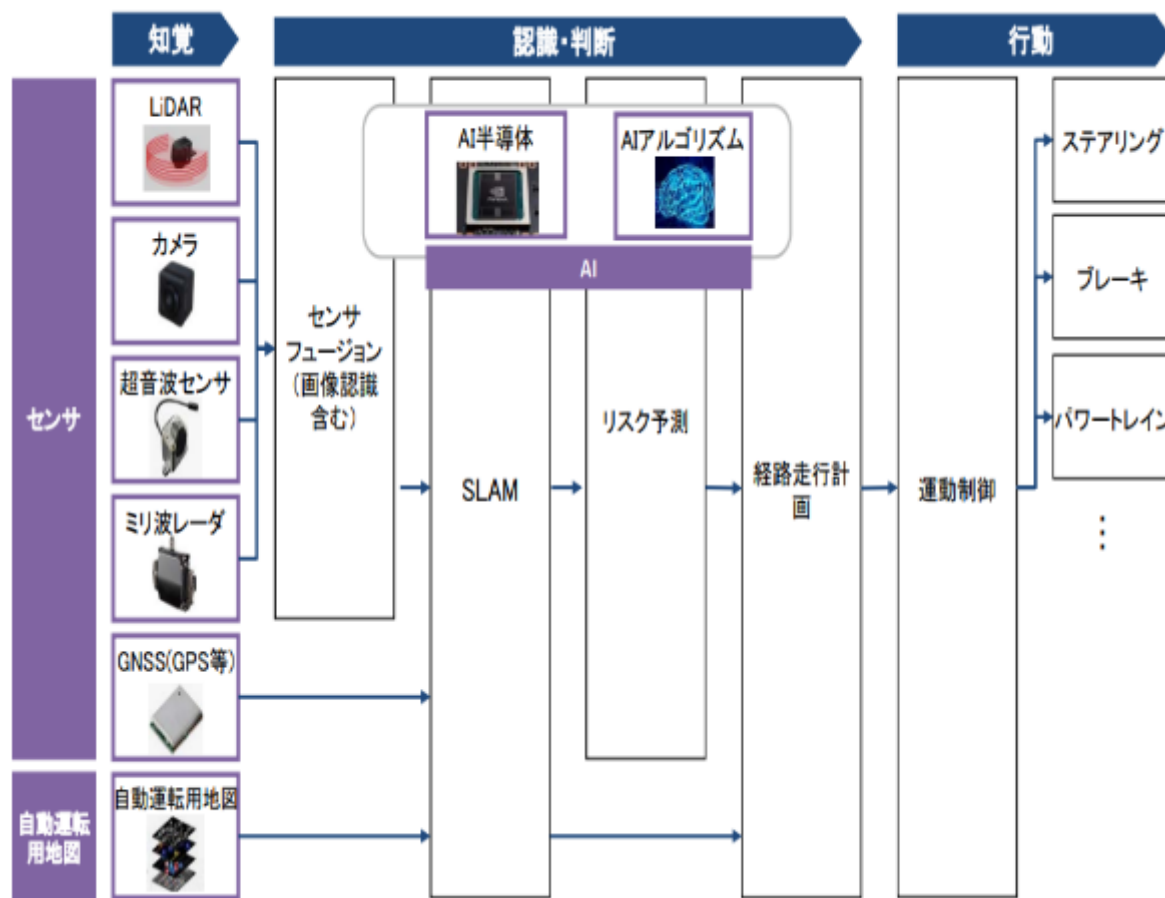 知覚
認識・判断
行動
センサ
自動運転
用地図
LiDAR
カメラ
超音波センサ
ミリ波レーダ
GNSS(GPS等)
自動運転用地図
センサ
フュージョン
(画像認識
含む)
AI半導体
AIアルゴリズム
AI
SLAM
リスク予測
経路走行計
画
運動制御
ステアリング
ブレーキ
パワートレイン
⋮